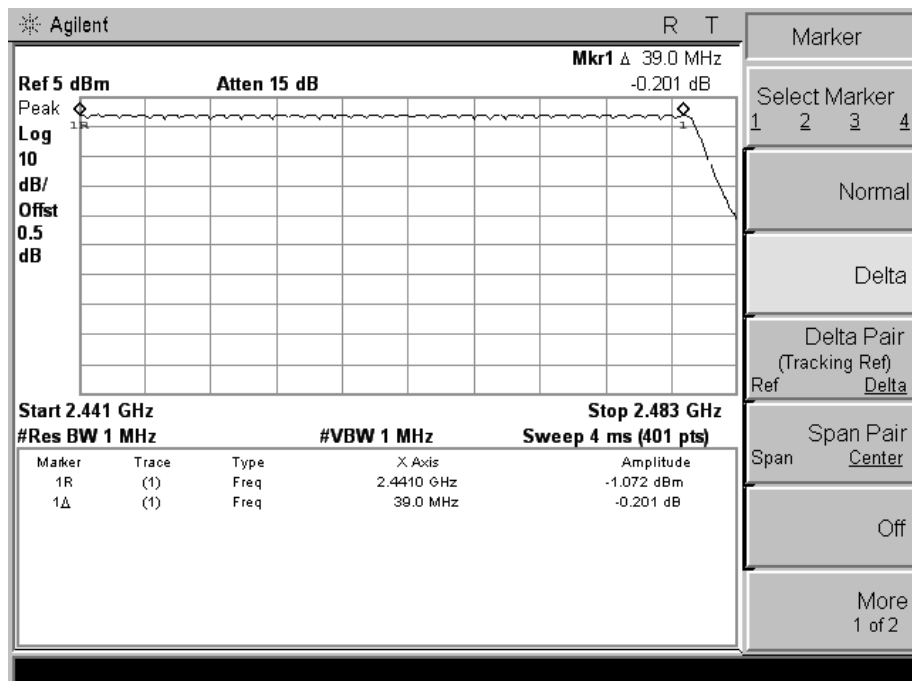 Agilent R T
Mkr1 Δ 39.0 MHz
Ref 5 dBm Atten 15 dB -0.201 dB
Peak
Log
10
dB/
Offst
0.5
dB
1R
1
Start 2.441 GHz Stop 2.483 GHz
#Res BW 1 MHz #VBW 1 MHz Sweep 4 ms (401 pts)
Marker Trace Type X Axis Amplitude
1R (1) Freq 2.4410 GHz -1.072 dBm
1Δ (1) Freq 39.0 MHz -0.201 dB
Marker
Select Marker
1 2 3 4
Normal
Delta
Delta Pair
(Tracking Ref)
Ref Delta
Span Pair
Span Center
Off
More
1 of 2